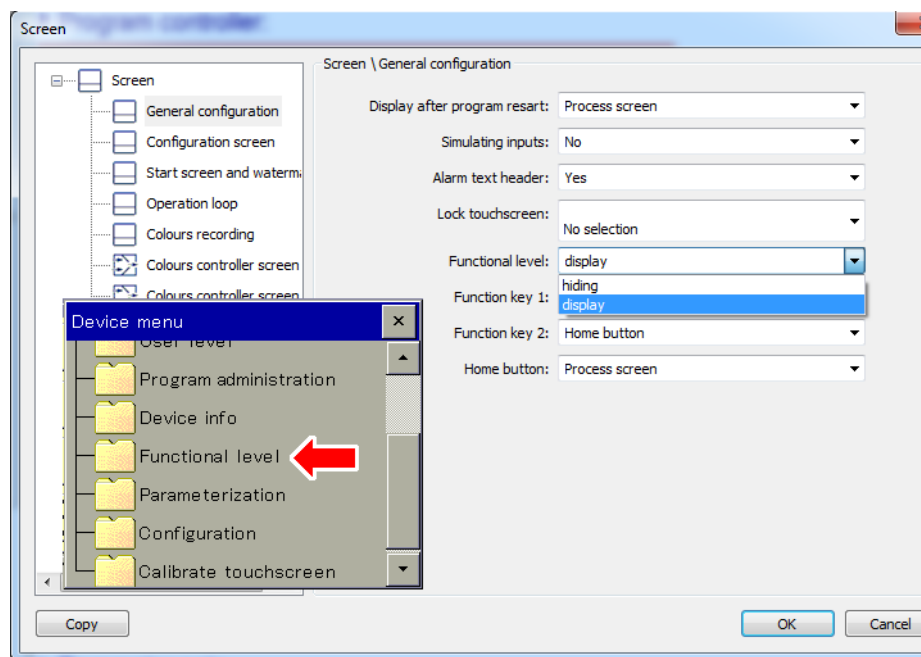 Program controller:
Screen
Screen
General configuration
Configuration screen
Start screen and waterma
Operation loop
Colours recording
Colours controller screen
Colours controller screen
Screen \ General configuration
Display after program resart: Process screen
Simulating inputs: No
Alarm text header: Yes
Lock touchscreen: No selection
Functional level: display
hiding
display
Function key 1:
Function key 2: Home button
Home button: Process screen
Device menu
User level
Program administration
Device info
Functional level
Parameterization
Configuration
Calibrate touchscreen
Copy
OK
Cancel